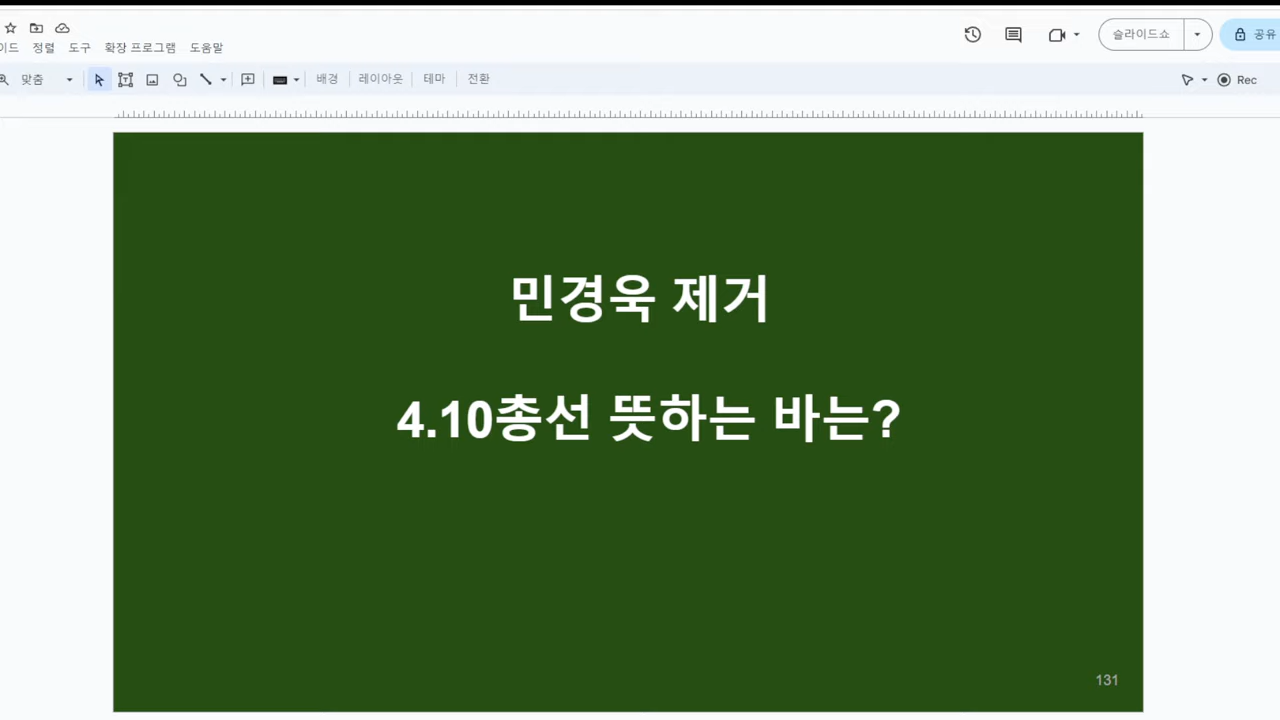 이드 정렬 도구 확장 프로그램 도움말
슬라이드쇼
공유
맞춤
배경 레이아웃 테마 전환
Rec
민경욱 제거
4.10총선 뜻하는 바는?
131